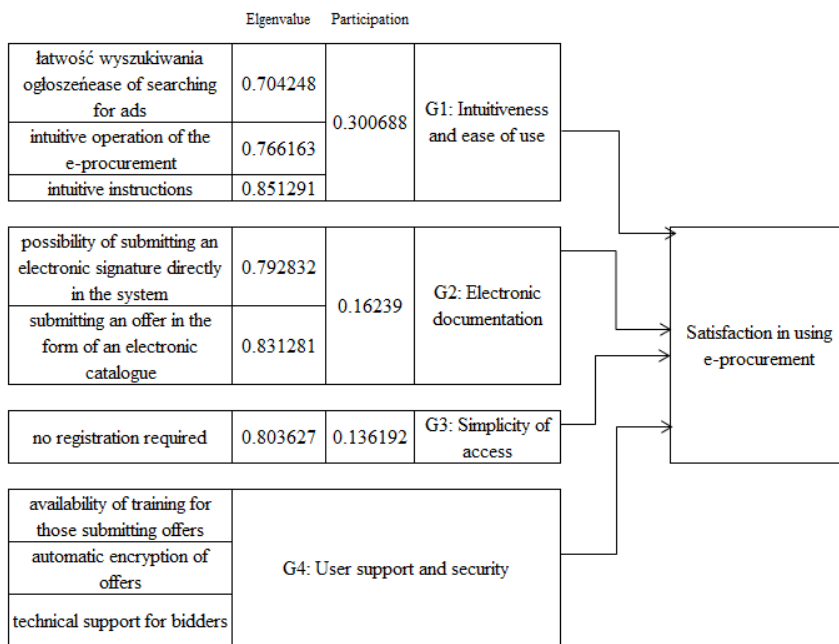 Elgenvalue Participation
łatwość wyszukiwania
ogłoszeńease of searching
for ads
0.704248
intuitive operation of the
e-procurement
0.766163
intuitive instructions
0.851291
0.300688
G1: Intuitiveness
and ease of use
possibility of submitting an
electronic signature directly
in the system
0.792832
submitting an offer in the
form of an electronic
catalogue
0.831281
0.16239
G2: Electronic
documentation
no registration required
0.803627
0.136192
G3: Simplicity of
access
availability of training for
those submitting offers
automatic encryption of
offers
technical support for bidders
G4: User support and security
Satisfaction in using
e-procurement